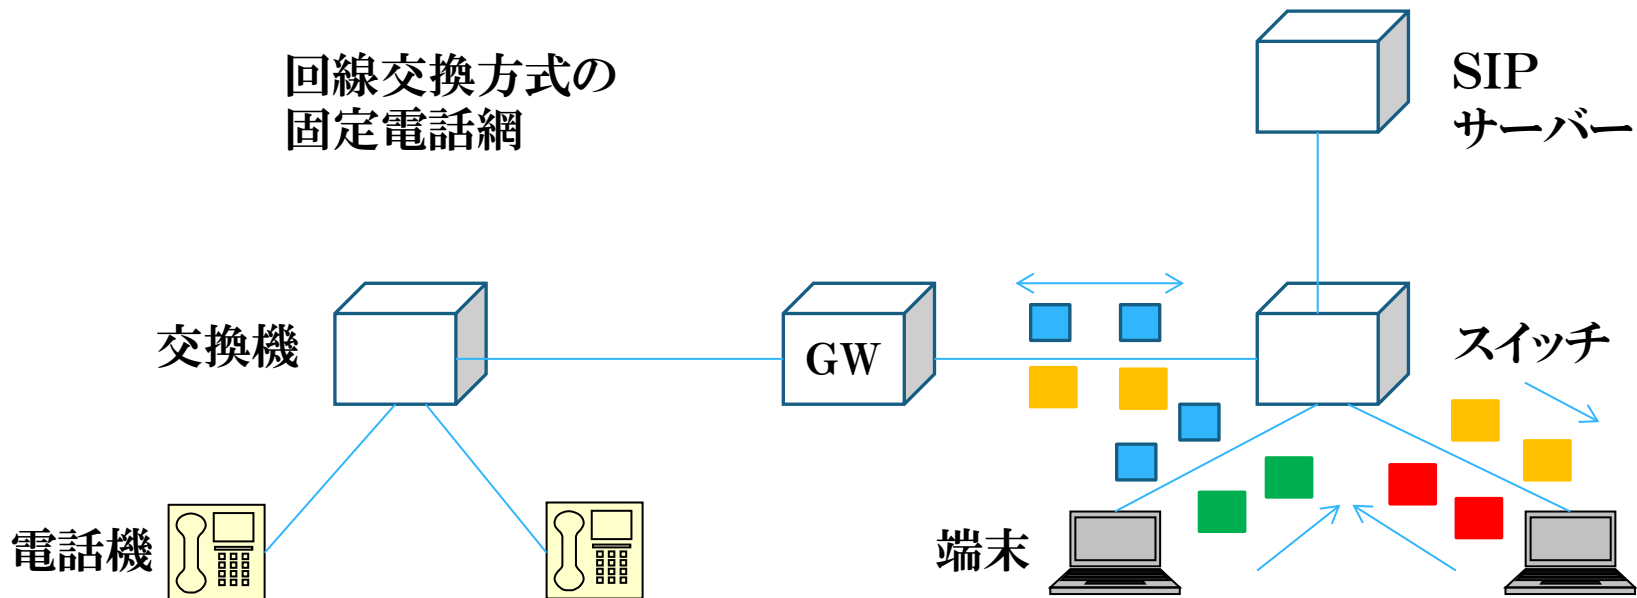 回線交換方式の
固定電話網
SIP
サーバー
交換機
GW
スイッチ
電話機
端末